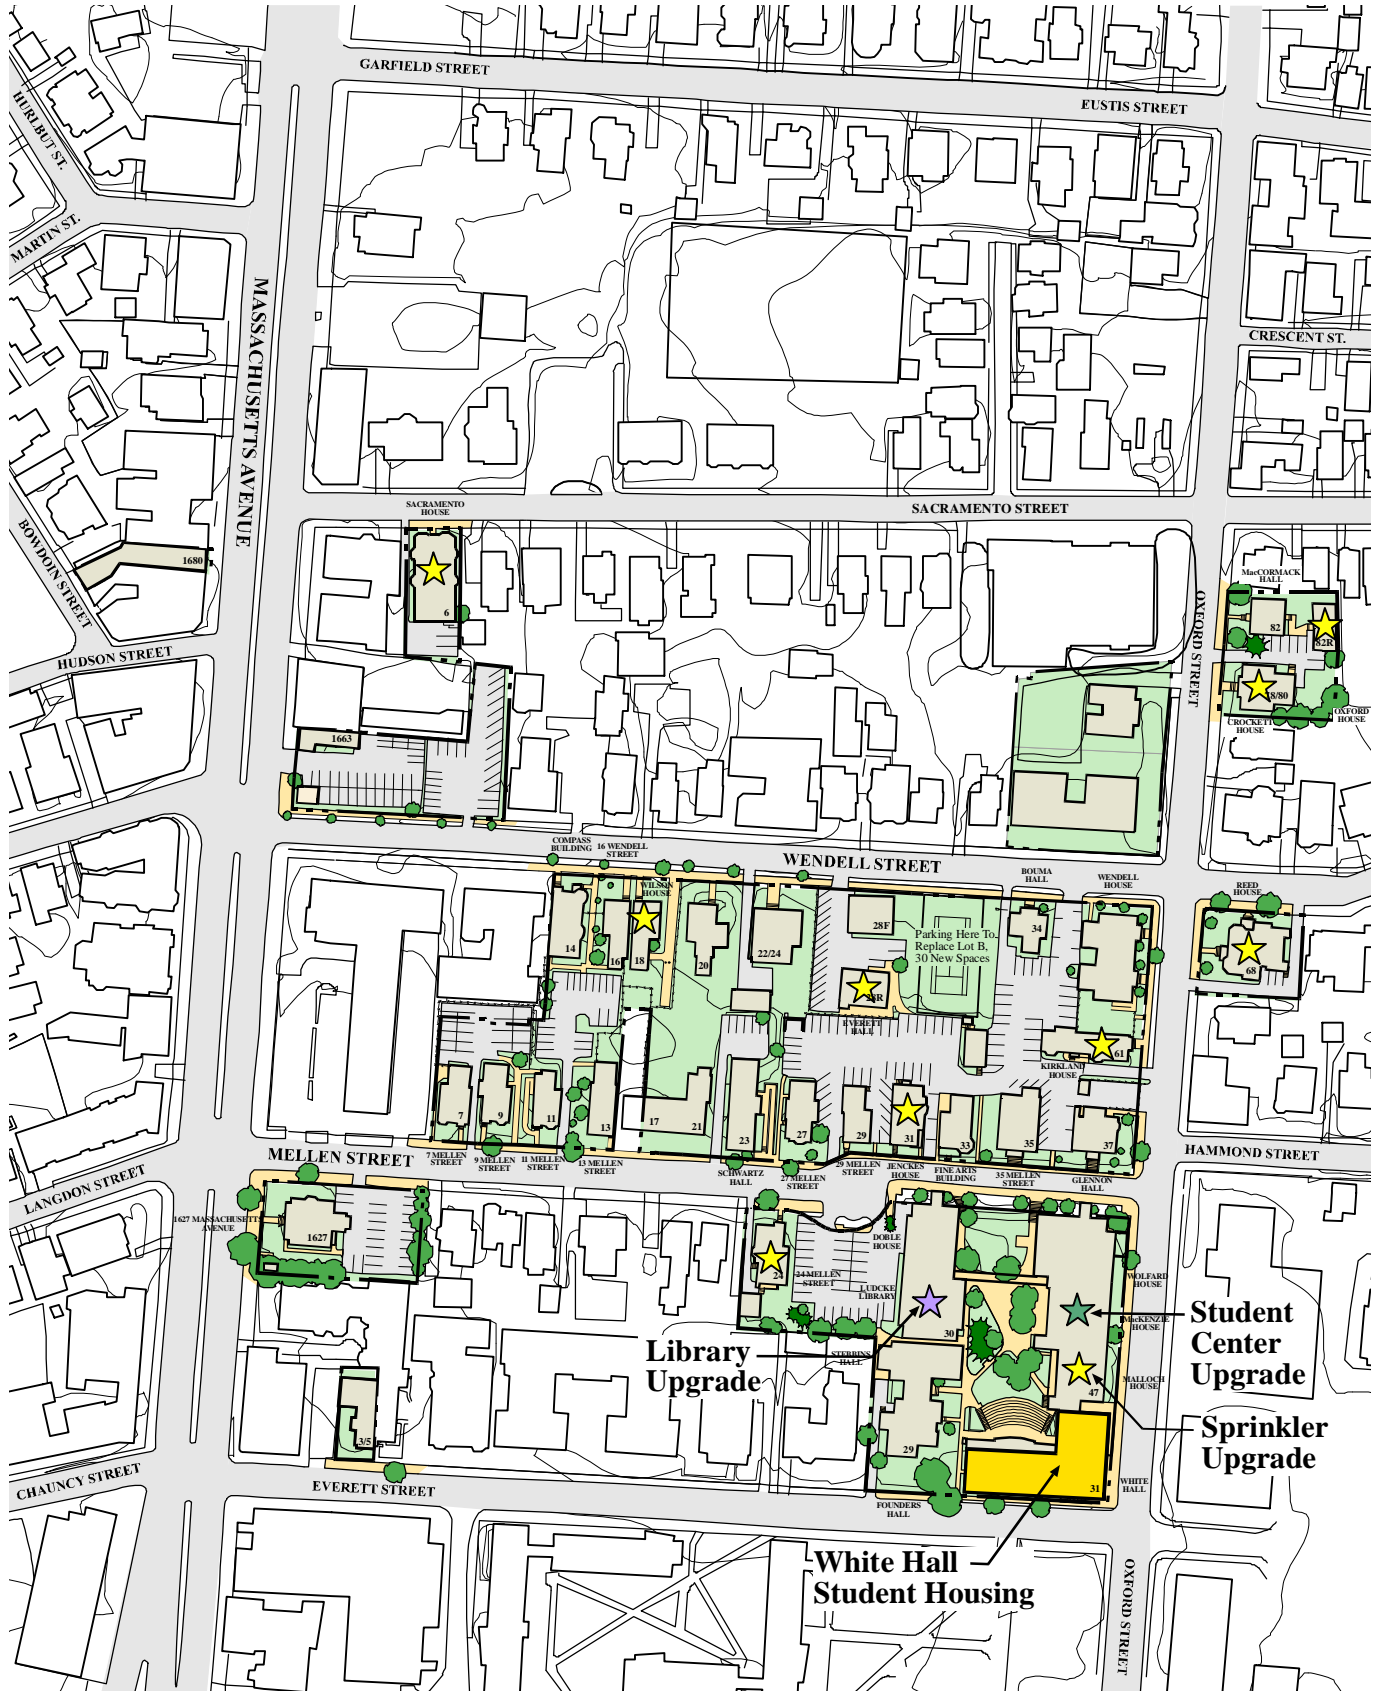 GARFIELD STREET
EUSTIS STREET
HURLBUT ST.
MARTIN ST.
MASSACHUSETTS AVENUE
CRESCENT ST.
SACRAMENTO
HOUSE
SACRAMENTO STREET
BOWDOIN STREET
1680
6
MacCORMACK
HALL
OXFORD STREET
82
82R
HUDSON STREET
78/80
CROCKETT
HOUSE
OXFORD
HOUSE
1663
COMPASS
BUILDING
16 WENDELL
STREET
WENDELL STREET
WILSON
HOUSE
BOUMA
HALL
WENDELL
HOUSE
REED
HOUSE
14
16
18
20
22/24
28F
34
Parking Here To
Replace Lot B,
30 New Spaces
68
28R
EVERETT
HALL
61
KIRKLAND
HOUSE
7
9
11
13
17
21
23
27
29
31
33
35
37
MELLEN STREET
7 MELLEN
STREET
9 MELLEN
STREET
11 MELLEN
STREET
13 MELLEN
STREET
SCHWARTZ
HALL
27 MELLEN
STREET
29 MELLEN
STREET
JENCKES
HOUSE
FINE ARTS
BUILDING
35 MELLEN
STREET
GLENNON
HALL
HAMMOND STREET
LANGDON STREET
1627 MASSACHUSETTS
AVENUE
1627
DOBLE
HOUSE
24
24 MELLEN
STREET
LUDCKE
LIBRARY
WOLFARD
HOUSE
MacKENZIE
HOUSE
Student
Center
Upgrade
30
Library
Upgrade
STEBBINS
HALL
MALLOCH
HOUSE
47
Sprinkler
Upgrade
3/5
29
CHAUNCY STREET
EVERETT STREET
FOUNDERS
HALL
31
WHITE
HALL
White Hall
Student Housing
OXFORD STREET